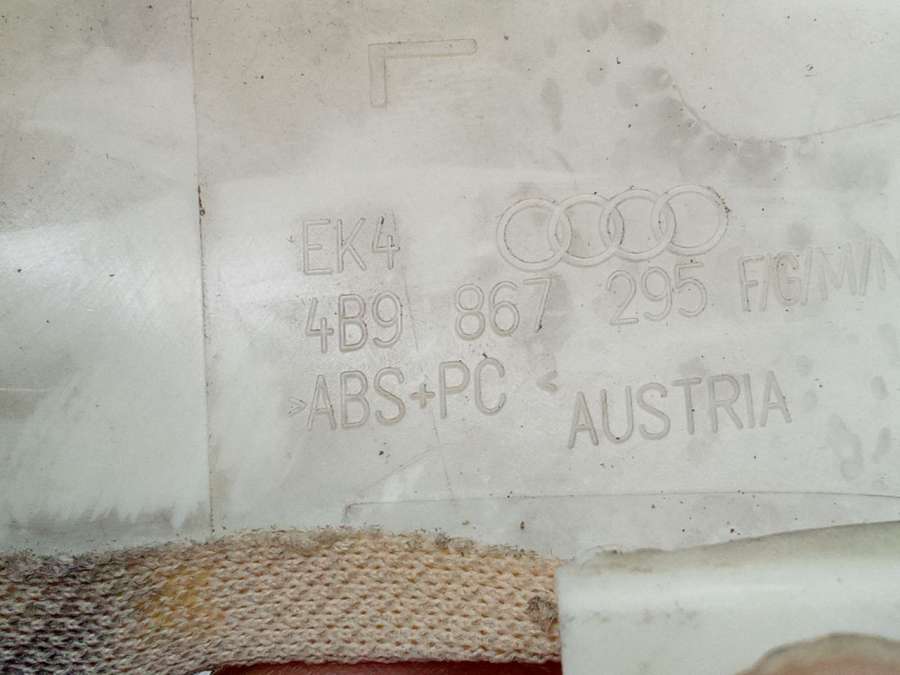 EK4
4B9 867 295 F/G/M/N
>ABS+PC< AUSTRIA